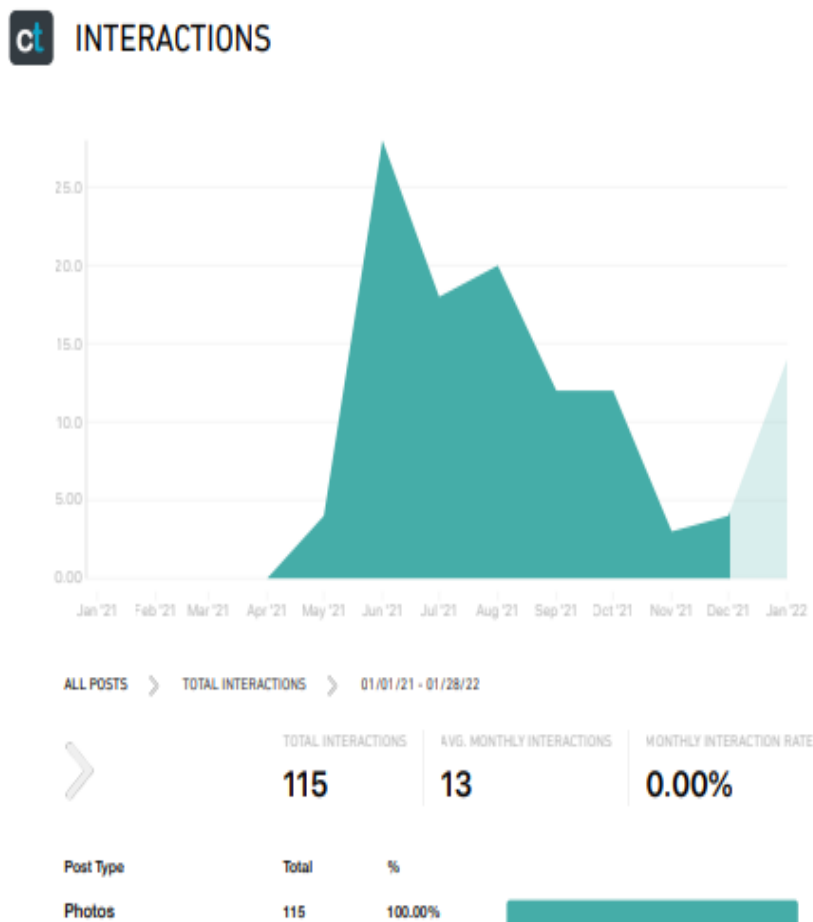 ct INTERACTIONS
25.0
20.0
15.0
10.0
5.00
0.00
Jan '21 Feb '21 Mar '21 Apr '21 May '21 Jun '21 Jul '21 Aug '21 Sep '21 Oct '21 Nov '21 Dec '21 Jan '22
ALL POSTS TOTAL INTERACTIONS 01/01/21 - 01/28/22
TOTAL INTERACTIONS AVG. MONTHLY INTERACTIONS MONTHLY INTERACTION RATE
115 13 0.00%
Post Type Total %
Photos 115 100.00%